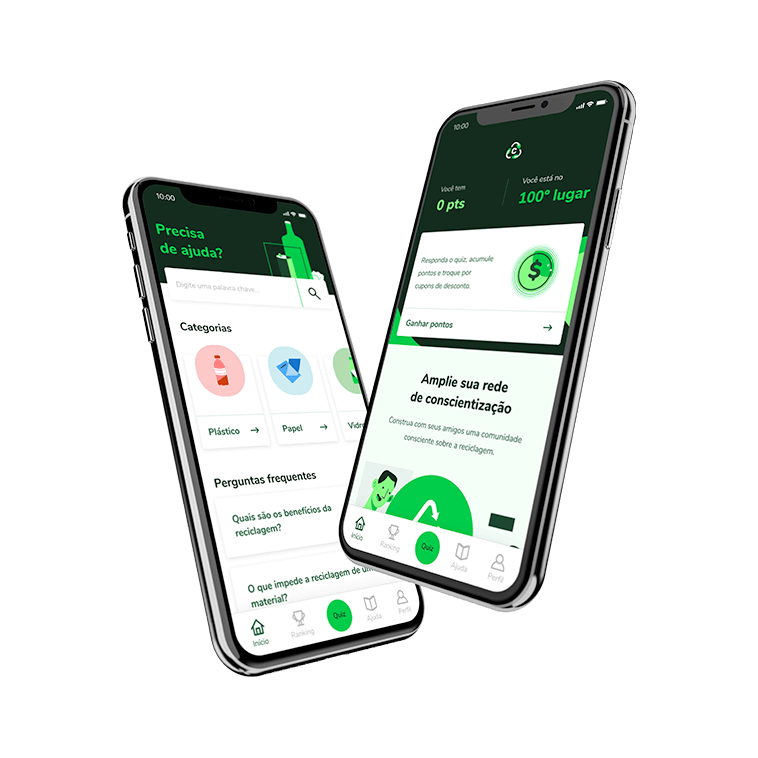 10:00
Precisa
de ajuda?
Digite uma palavra chave...
Categorias
Plástico
Papel
Vidro
Perguntas frequentes
Quais são os benefícios da
reciclagem?
O que impede a reciclagem de um
material?
Início
Ranking
Quiz
Ajuda
Perfil
10:00
C
Você tem
0 pts
Você está no
100° lugar
Responda o quiz, acumule
pontos e troque por
cupons de desconto.
$
Ganhar pontos
Amplie sua rede
de conscientização
Construa com seus amigos uma comunidade
consciente sobre a reciclagem.
Início
Ranking
Quiz
Ajuda
Perfil